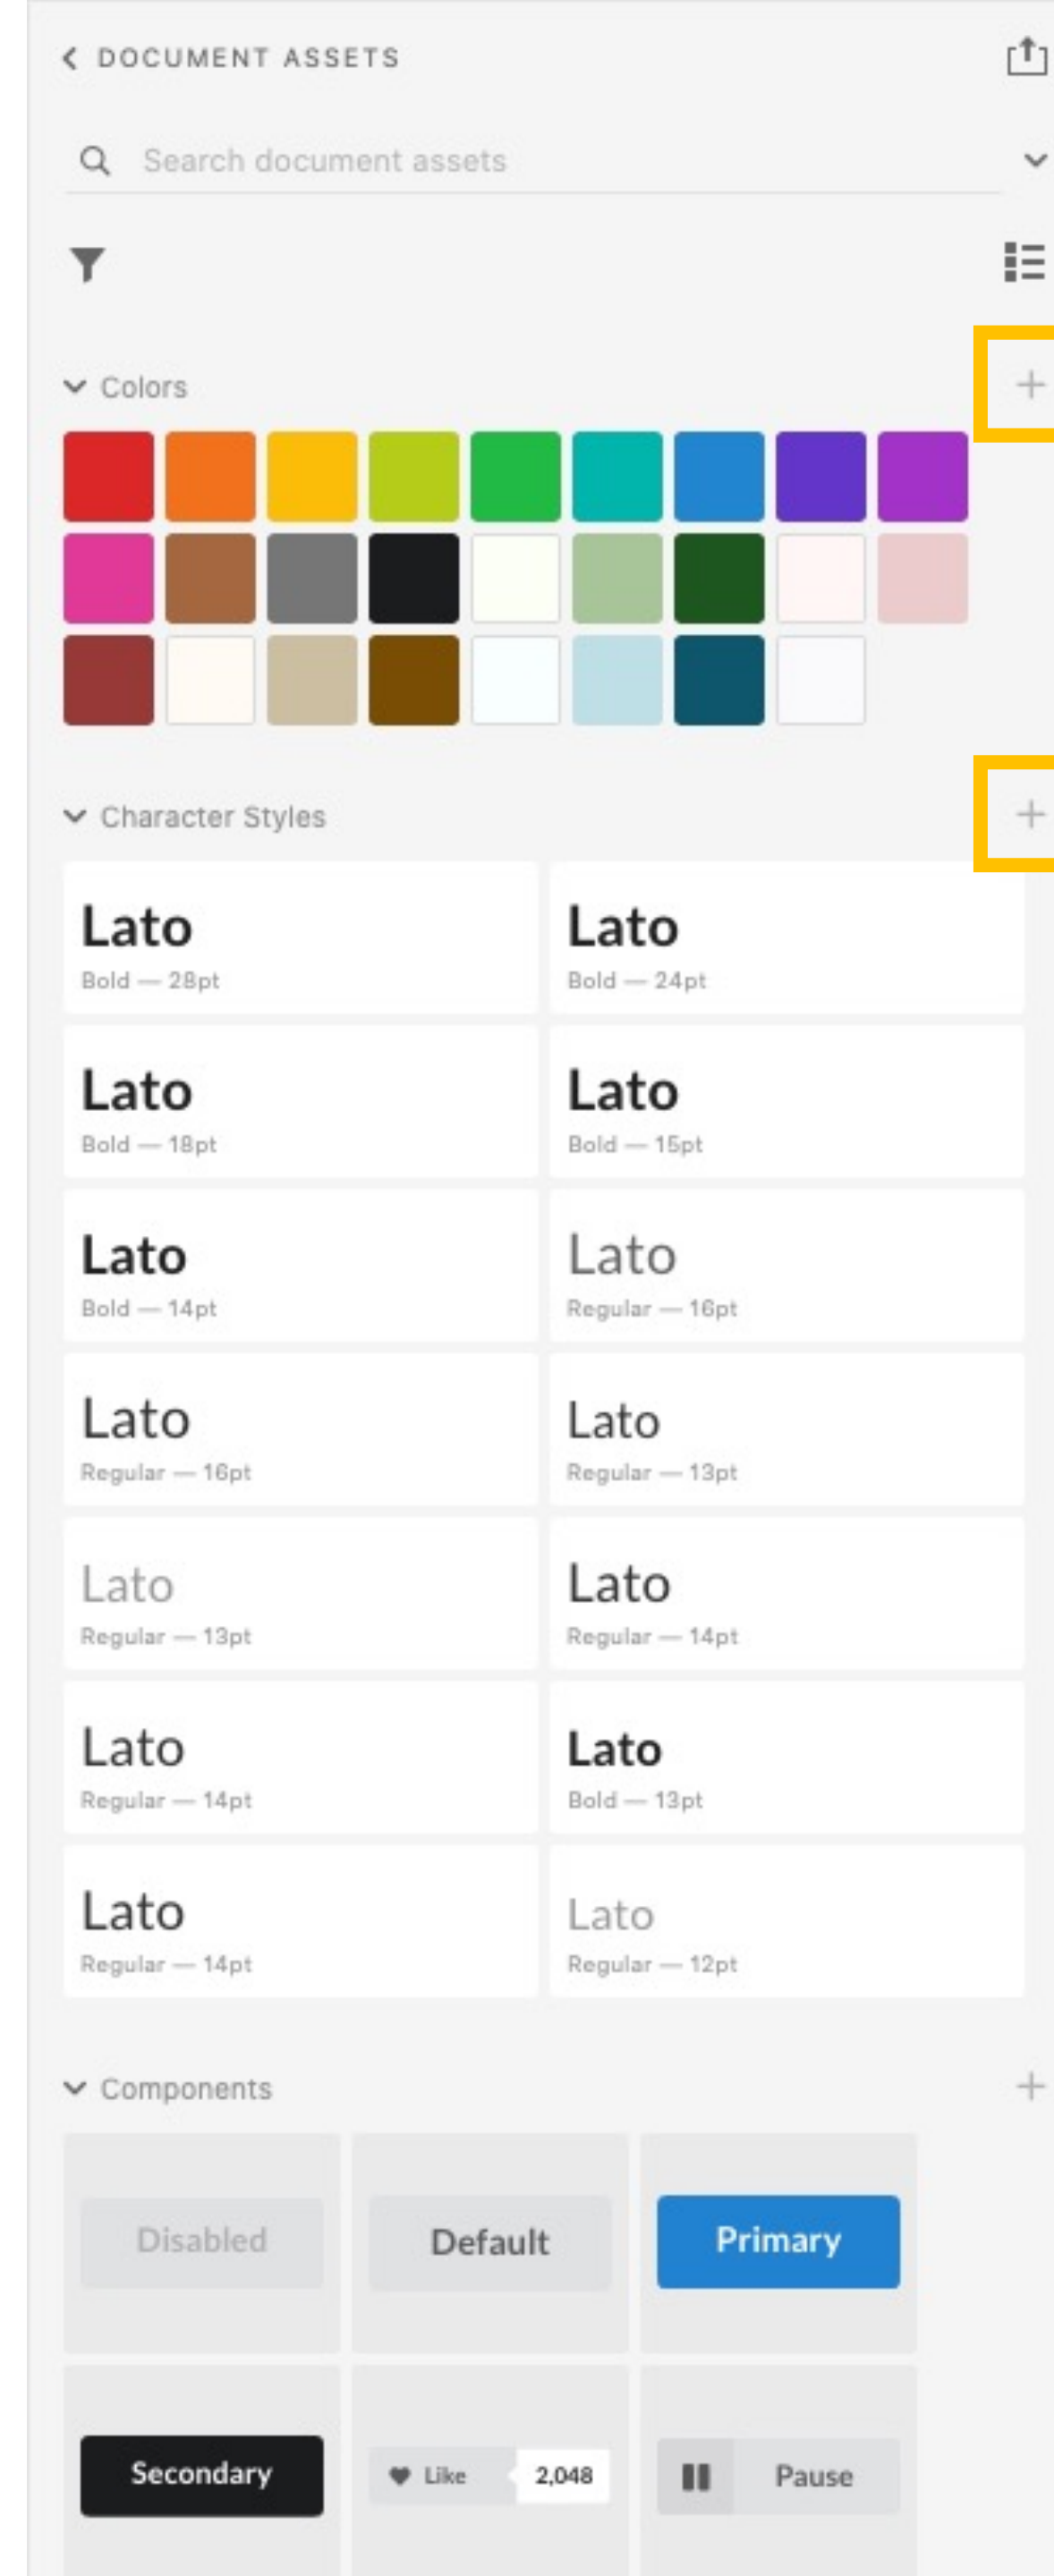 DOCUMENT ASSETS
Search document assets
Colors
Character Styles
Lato Lato
Bold — 28pt Bold — 24pt
Lato Lato
Bold — 18pt Bold — 15pt
Lato Lato
Bold — 14pt Regular — 16pt
Lato Lato
Regular — 16pt Regular — 13pt
Lato Lato
Regular — 13pt Regular — 14pt
Lato Lato
Regular — 14pt Bold — 13pt
Lato Lato
Regular — 14pt Regular — 12pt
Components
Disabled Default Primary
Secondary Like 2,048 Pause